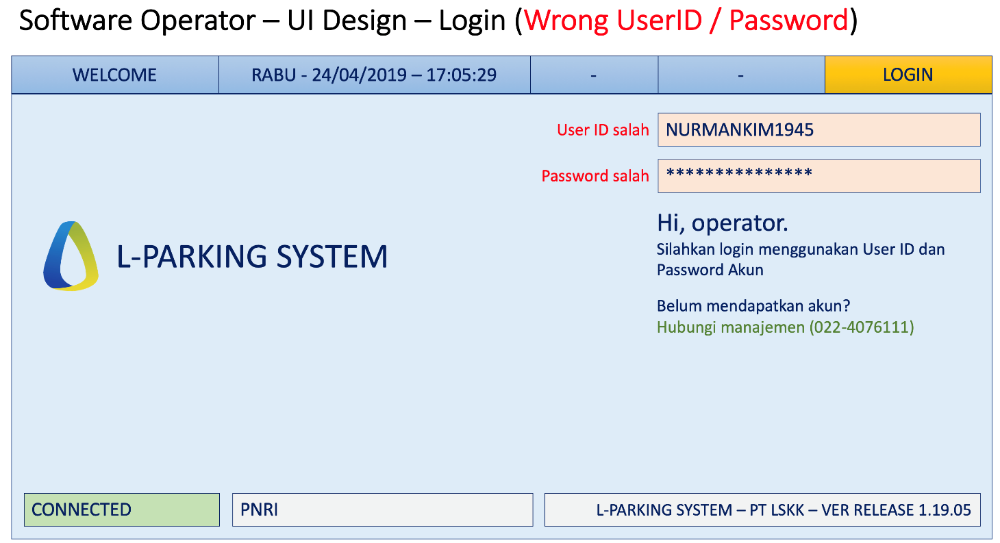 Software Operator – UI Design – Login (Wrong UserID / Password)
WELCOME
RABU - 24/04/2019 – 17:05:29
-
-
LOGIN
User ID salah
NURMANKIM1945
Password salah
***************
Hi, operator.
Silahkan login menggunakan User ID dan
Password Akun
Belum mendapatkan akun?
Hubungi manajemen (022-4076111)
L-PARKING SYSTEM
CONNECTED
PNRI
L-PARKING SYSTEM – PT LSKK – VER RELEASE 1.19.05